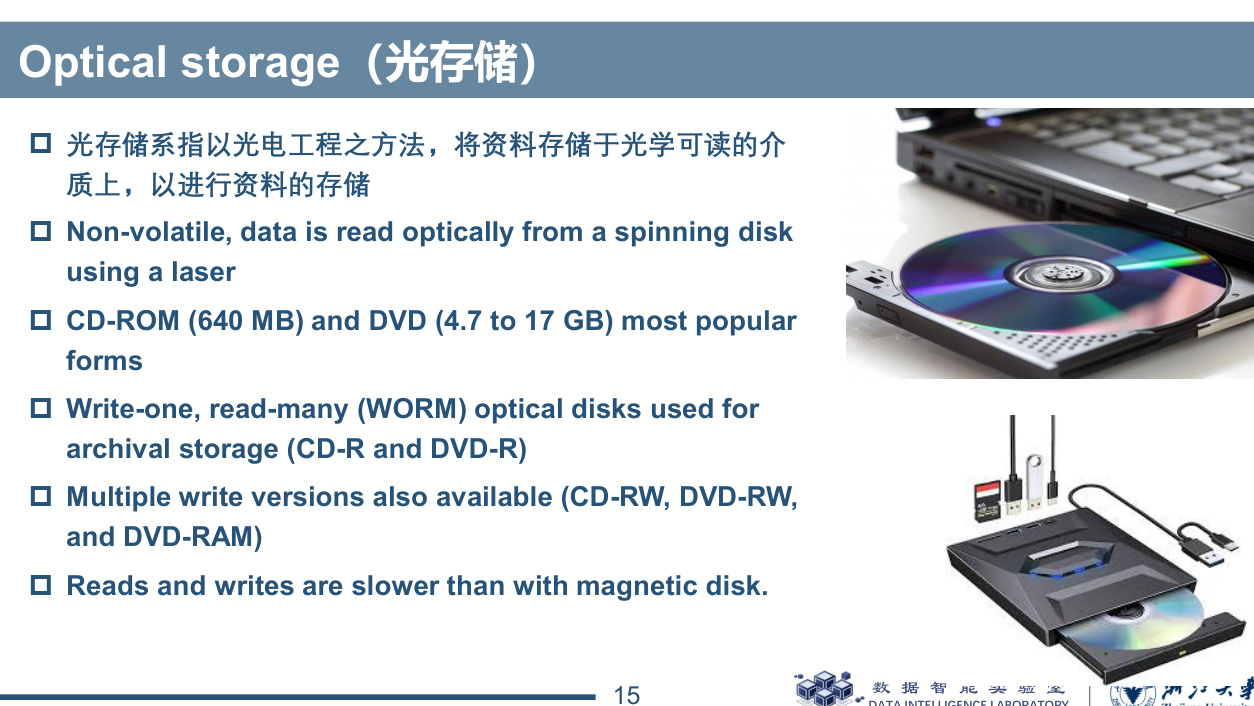 Optical storage（光存储）
光存储系指以光电工程之方法，将资料存储于光学可读的介
质上，以进行资料的存储
Non-volatile, data is read optically from a spinning disk
using a laser
CD-ROM (640 MB) and DVD (4.7 to 17 GB) most popular
forms
Write-one, read-many (WORM) optical disks used for
archival storage (CD-R and DVD-R)
Multiple write versions also available (CD-RW, DVD-RW,
and DVD-RAM)
Reads and writes are slower than with magnetic disk.
15
数据智能实验室
DATA INTELLIGENCE LABORATORY
浙江大学
Zhejiang University